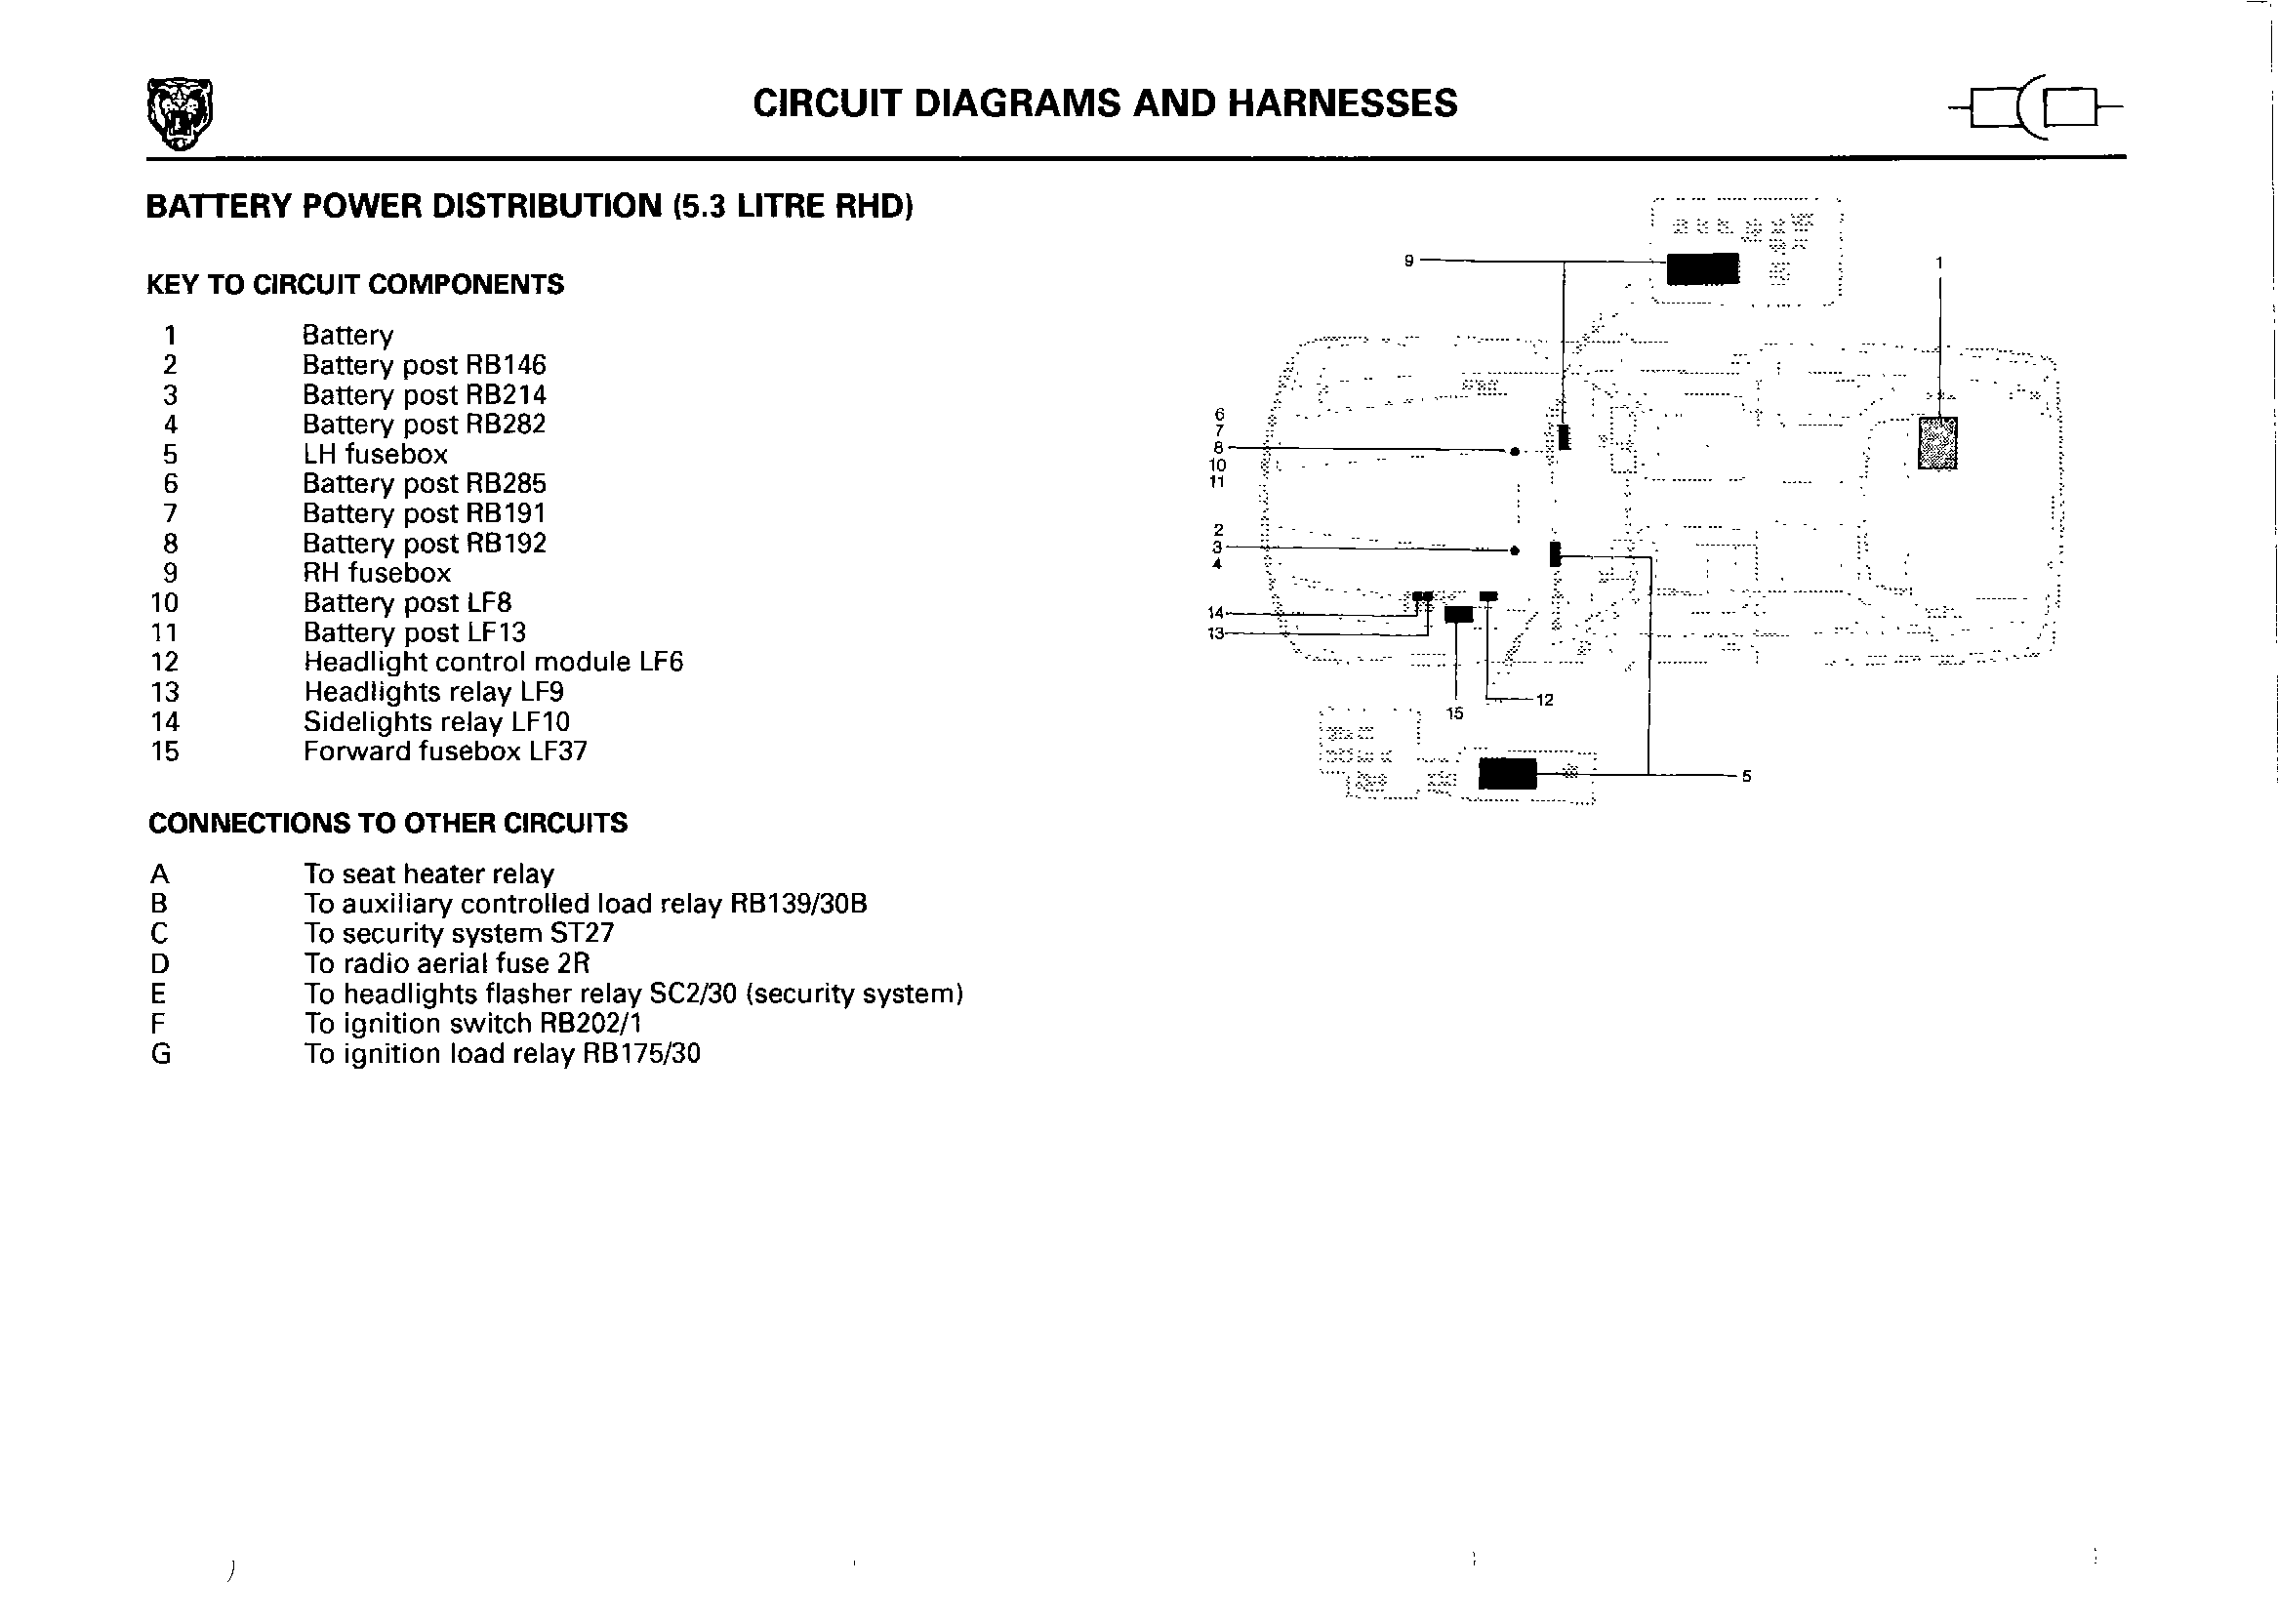 CIRCUIT DIAGRAMS AND HARNESSES
BATTERY POWER DISTRIBUTION (5.3 LITRE RHD)
KEY TO CIRCUIT COMPONENTS
1 Battery
2 Battery post RB146
3 Battery post RB214
4 Battery post RB282
5 LH fusebox
6 Battery post RB285
7 Battery post RB191
8 Battery post RB192
9 RH fusebox
10 Battery post LF8
11 Battery post LF13
12 Headlight control module LF6
13 Headlights relay LF9
14 Sidelights relay LF10
15 Forward fusebox LF37
CONNECTIONS TO OTHER CIRCUITS
A To seat heater relay
B To auxiliary controlled load relay RB139/30B
C To security system ST27
D To radio aerial fuse 2R
E To headlights flasher relay SC2/30 (security system)
F To ignition switch RB202/1
G To ignition load relay RB175/30
9
1
6
7
8
10
11
2
3
4
14
13
12
15
5